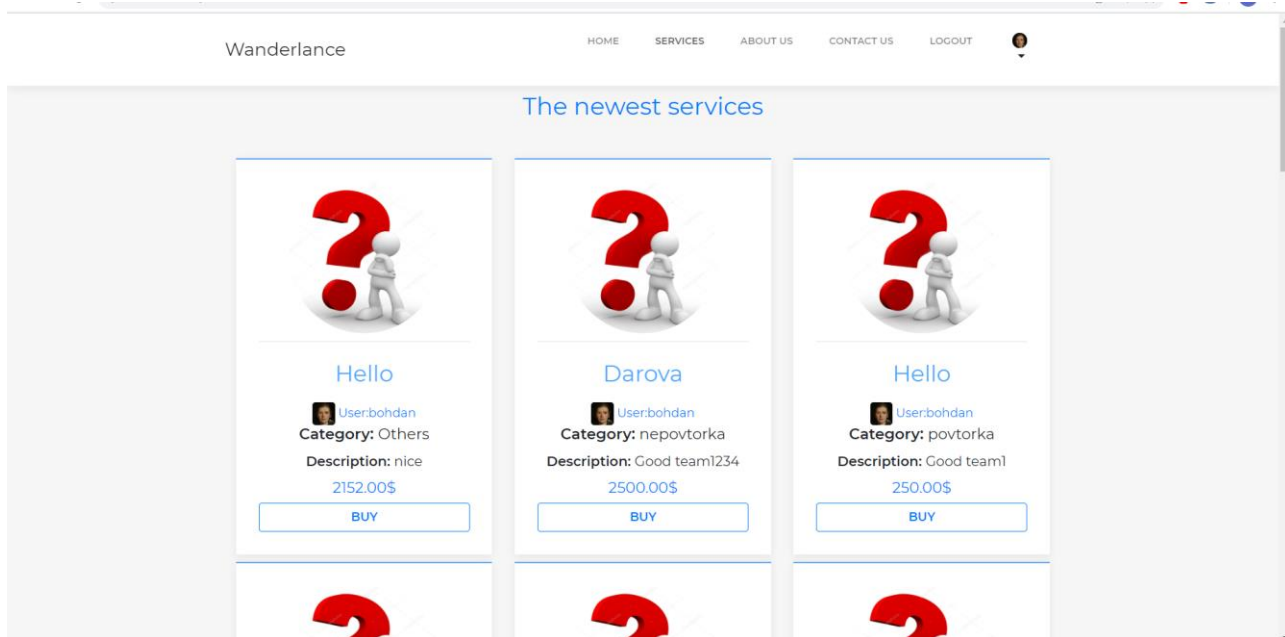 Wanderlance
HOME SERVICES ABOUT US CONTACT US LOGOUT
The newest services
Hello
User:bohdan
Category: Others
Description: nice
2152.00$
BUY
Darova
User:bohdan
Category: nepovtorka
Description: Good team1234
2500.00$
BUY
Hello
User:bohdan
Category: povtorka
Description: Good team1
250.00$
BUY